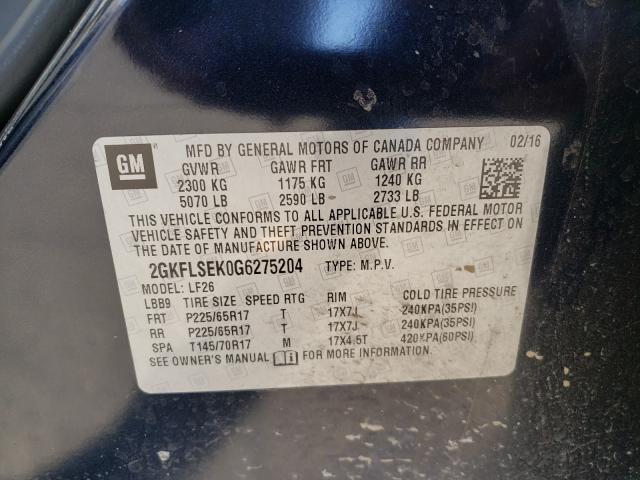 MFD BY GENERAL MOTORS OF CANADA COMPANY 02/16
GM
GVWR GAWR FRT GAWR RR
2300 KG 1175 KG 1240 KG
5070 LB 2590 LB 2733 LB
THIS VEHICLE CONFORMS TO ALL APPLICABLE U.S. FEDERAL MOTOR
VEHICLE SAFETY AND THEFT PREVENTION STANDARDS IN EFFECT ON
THE DATE OF MANUFACTURE SHOWN ABOVE.
2GKFLSEK0G6275204 TYPE: M.P.V.
MODEL: LF26
LBB9 TIRE SIZE SPEED RTG RIM COLD TIRE PRESSURE
FRT P225/65R17 T 17X7J 240KPA(35PSI)
RR P225/65R17 T 17X7J 240KPA(35PSI)
SPA T145/70R17 M 17X4.5T 420KPA(60PSI)
SEE OWNER'S MANUAL i FOR MORE INFORMATION.